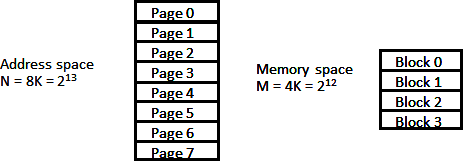 Address space
N = 8K = 2¹³
Page 0
Page 1
Page 2
Page 3
Page 4
Page 5
Page 6
Page 7
Memory space
M = 4K = 2¹²
Block 0
Block 1
Block 2
Block 3